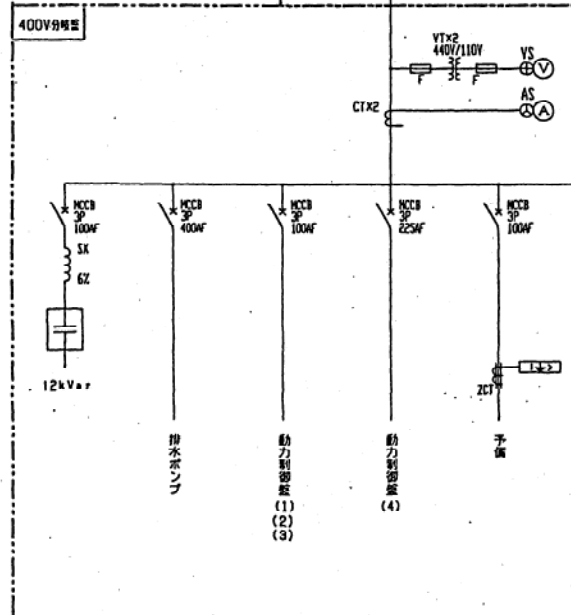 400V分岐盤
VT×2
440V/110V
VS
F
F
V
AS
CT×2
A
MCCB
3P
100AF
MCCB
3P
400AF
MCCB
3P
100AF
MCCB
3P
225AF
MCCB
3P
100AF
SX
6%
12kVar
ZCT
I⏚>
排水ポンプ
動力制御盤
(1)
(2)
(3)
動力制御盤
(4)
予備